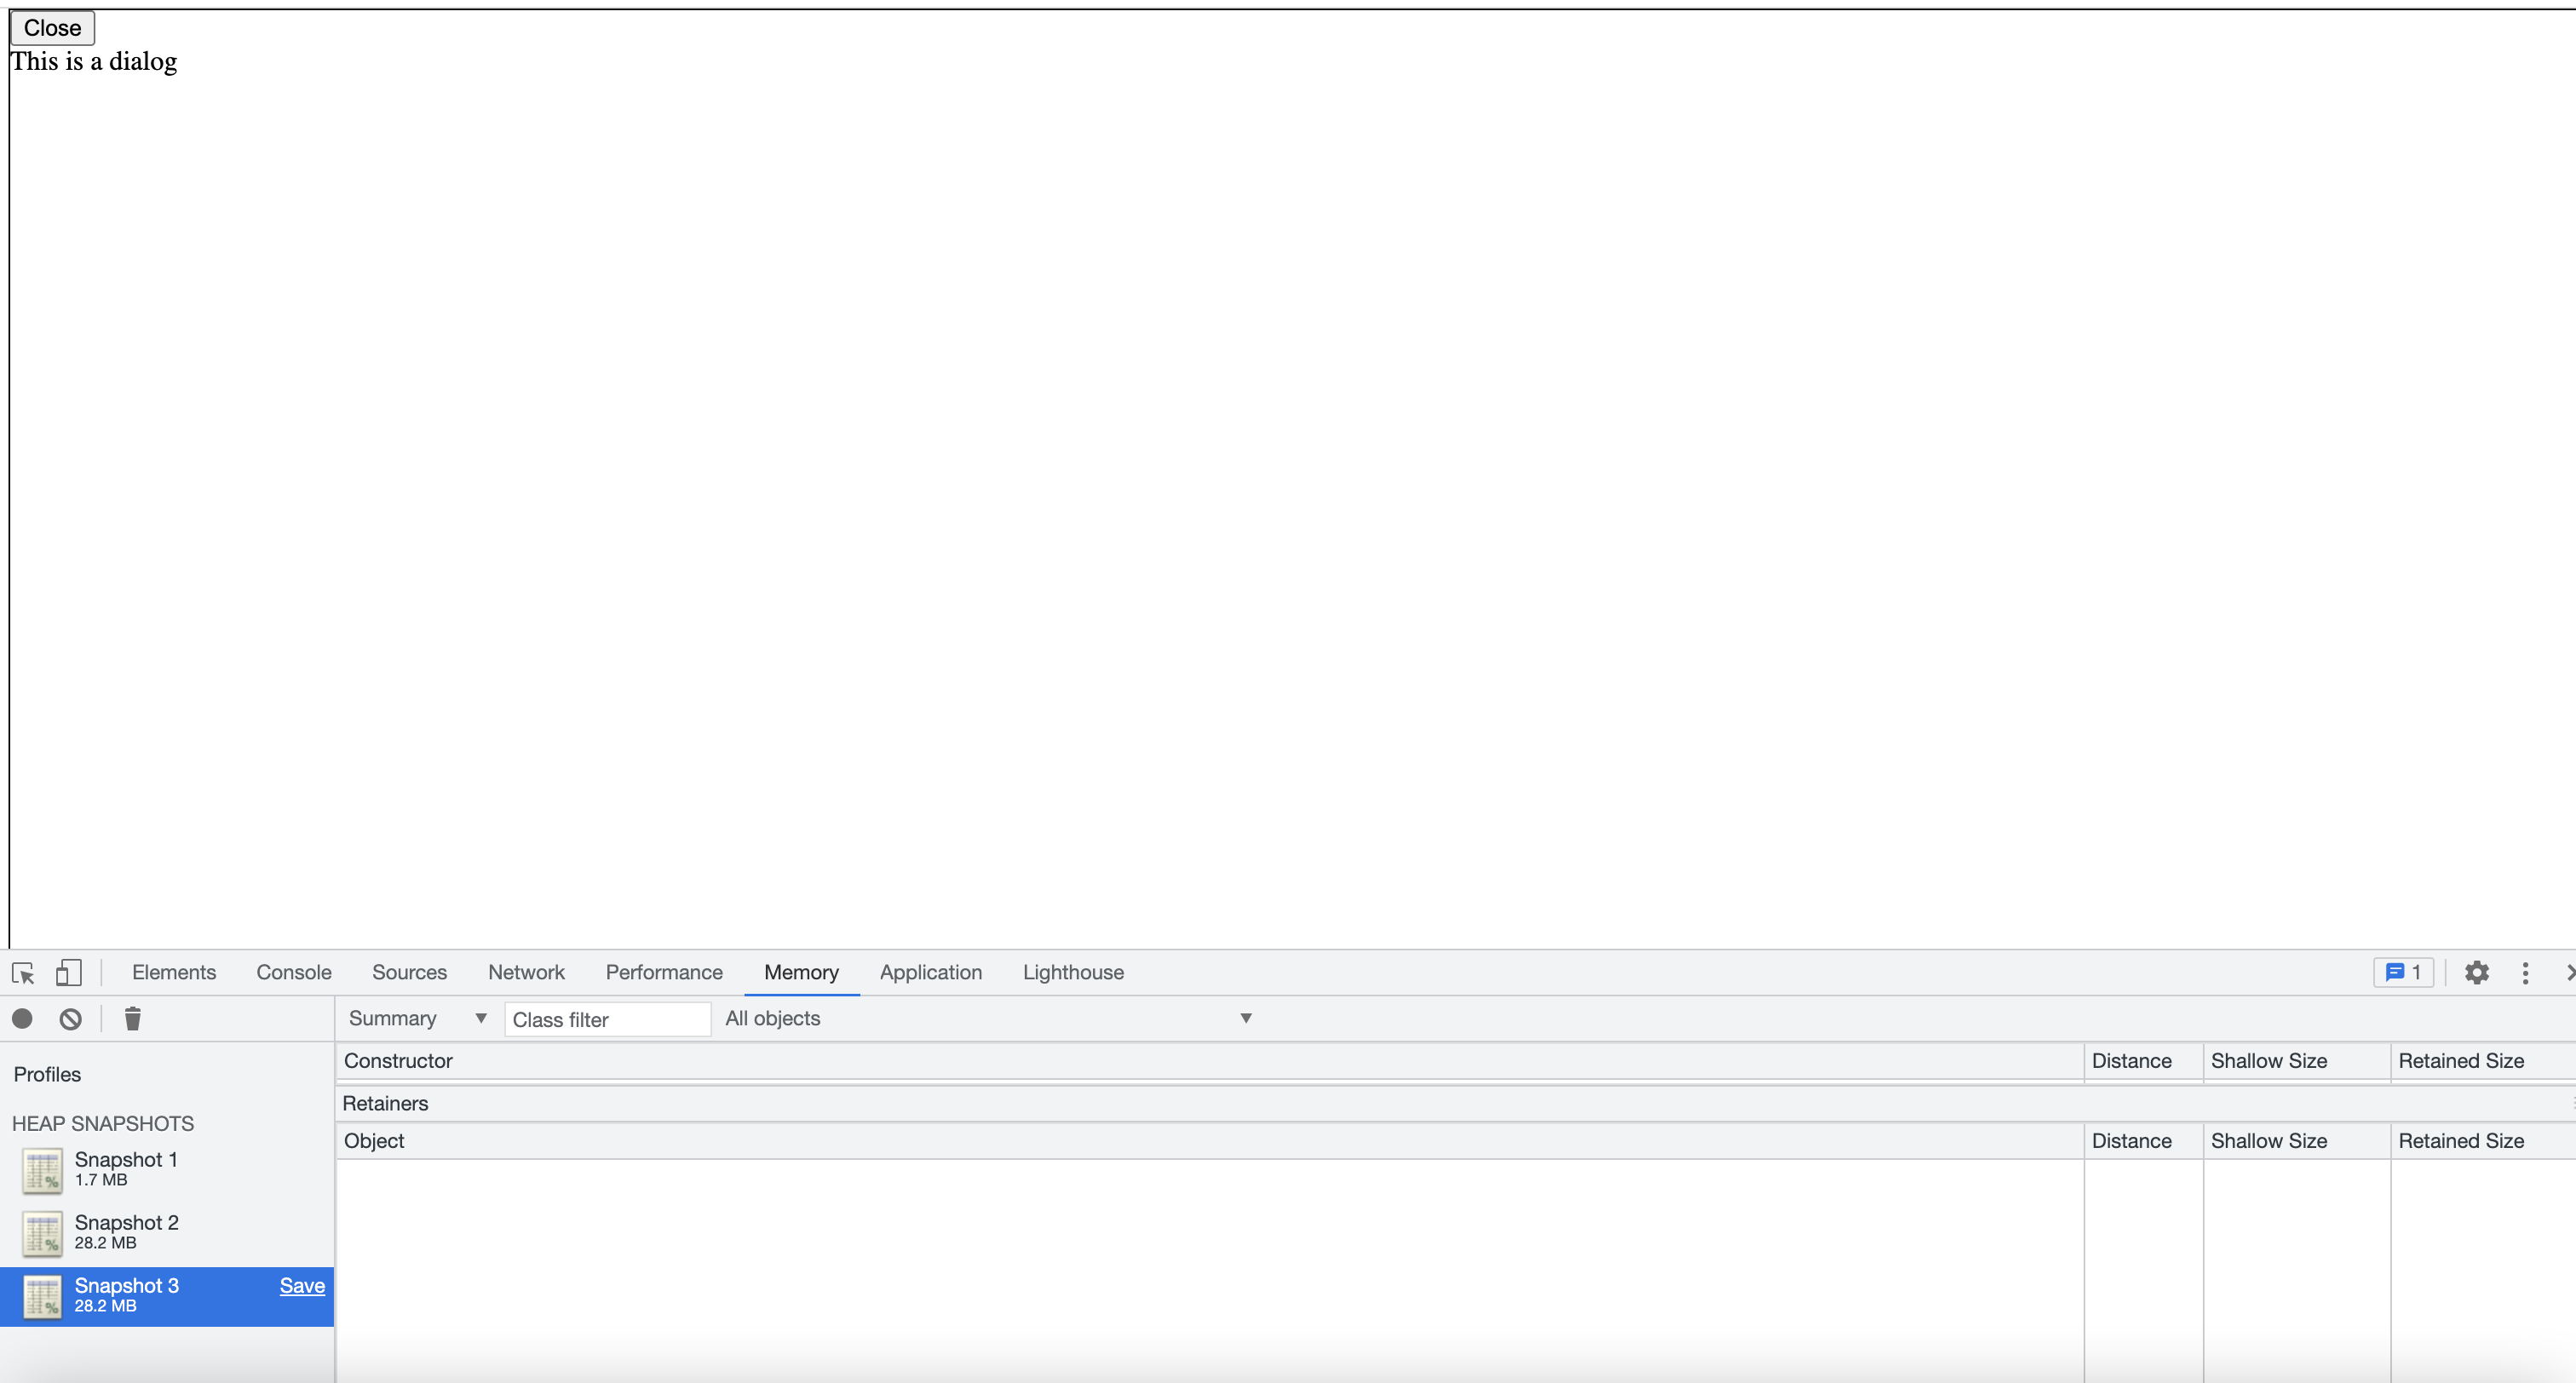 Close
This is a dialog
Elements Console Sources Network Performance Memory Application Lighthouse 1
Summary Class filter All objects
Profiles
HEAP SNAPSHOTS
Snapshot 1
1.7 MB
Snapshot 2
28.2 MB
Snapshot 3 Save
28.2 MB
Constructor Distance Shallow Size Retained Size
Retainers
Object Distance Shallow Size Retained Size